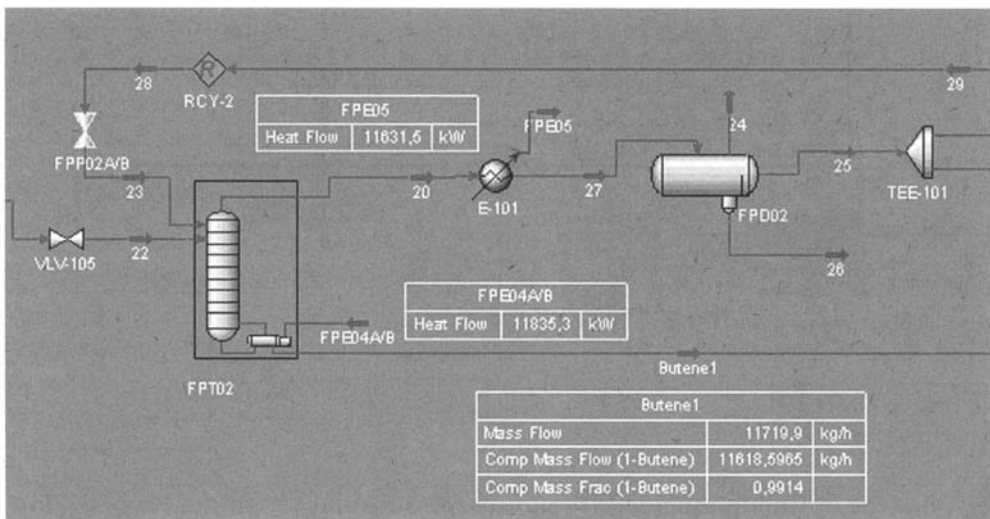 28
RCY-2
29
FPE05
Heat Flow 11631,5 kW
FPE05
24
FPP02A/B
23
20
E-101
27
25
TEE-101
FPD02
VLV-105
22
26
FPE04A/B
Heat Flow 11835,3 kW
FPE04A/B
FPT02
Butene1
Butene1
Mass Flow 11719,9 kg/h
Comp Mass Flow (1-Butene) 11618,5965 kg/h
Comp Mass Frac (1-Butene) 0,9914
R